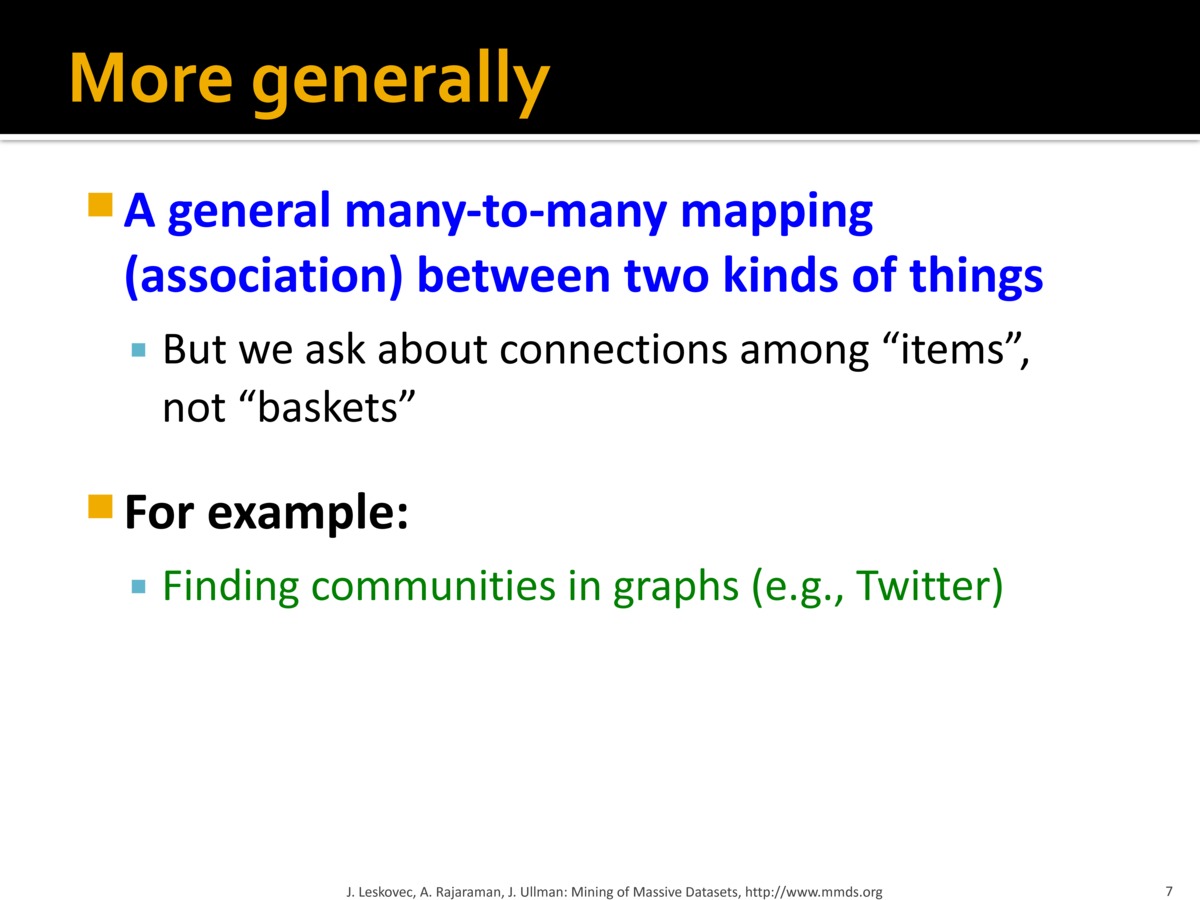 More generally
A general many-to-many mapping
(association) between two kinds of things
But we ask about connections among “items”,
not “baskets”
For example:
Finding communities in graphs (e.g., Twitter)
J. Leskovec, A. Rajaraman, J. Ullman: Mining of Massive Datasets, http://www.mmds.org
7